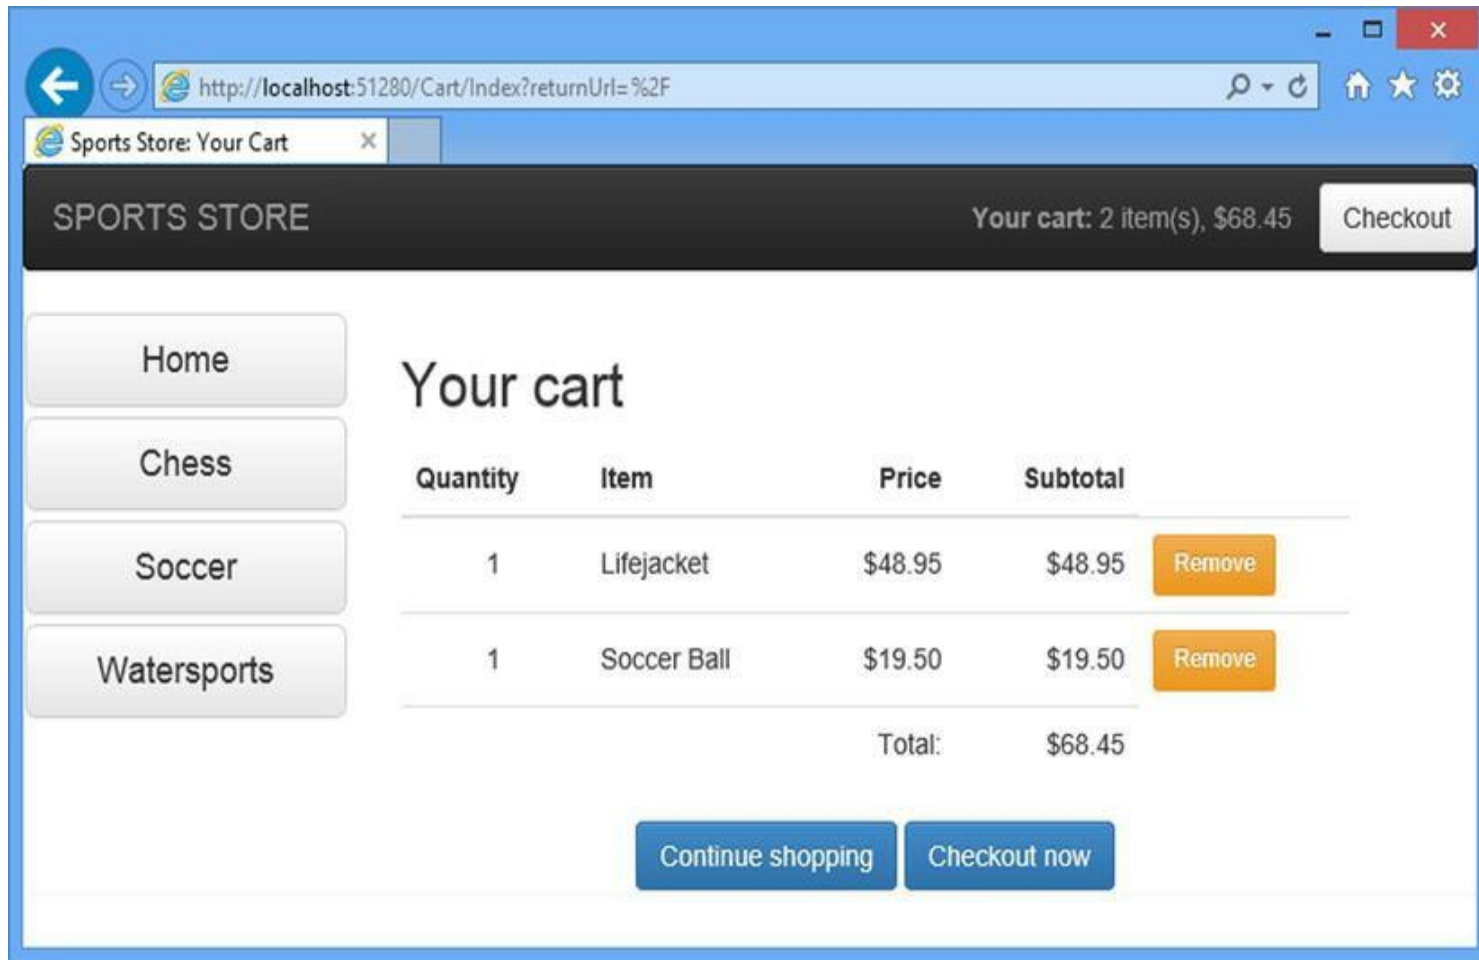 http://localhost:51280/Cart/Index?returnUrl=%2F
Sports Store: Your Cart
SPORTS STORE Your cart: 2 item(s), $68.45 Checkout
Home
Chess
Soccer
Watersports
Your cart
Quantity Item Price Subtotal
1 Lifejacket $48.95 $48.95 Remove
1 Soccer Ball $19.50 $19.50 Remove
Total: $68.45
Continue shopping Checkout now